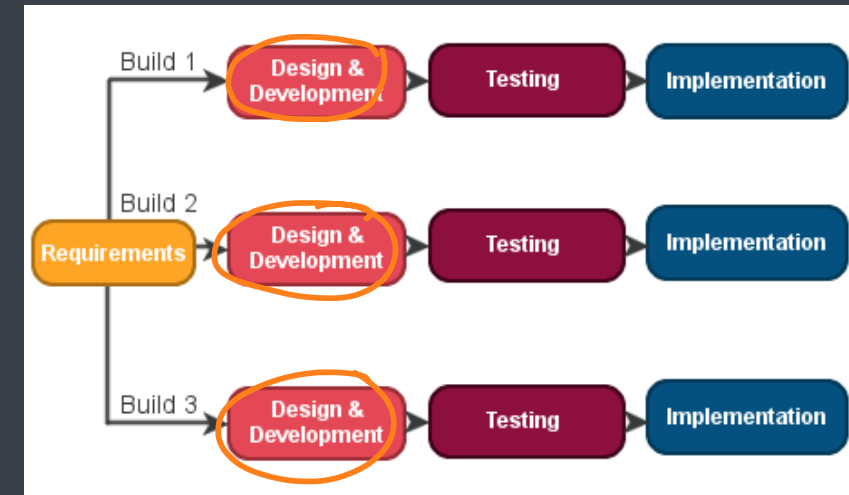 Build 1
Design &
Development
Testing
Implementation
Build 2
Requirements
Design &
Development
Testing
Implementation
Build 3
Design &
Development
Testing
Implementation